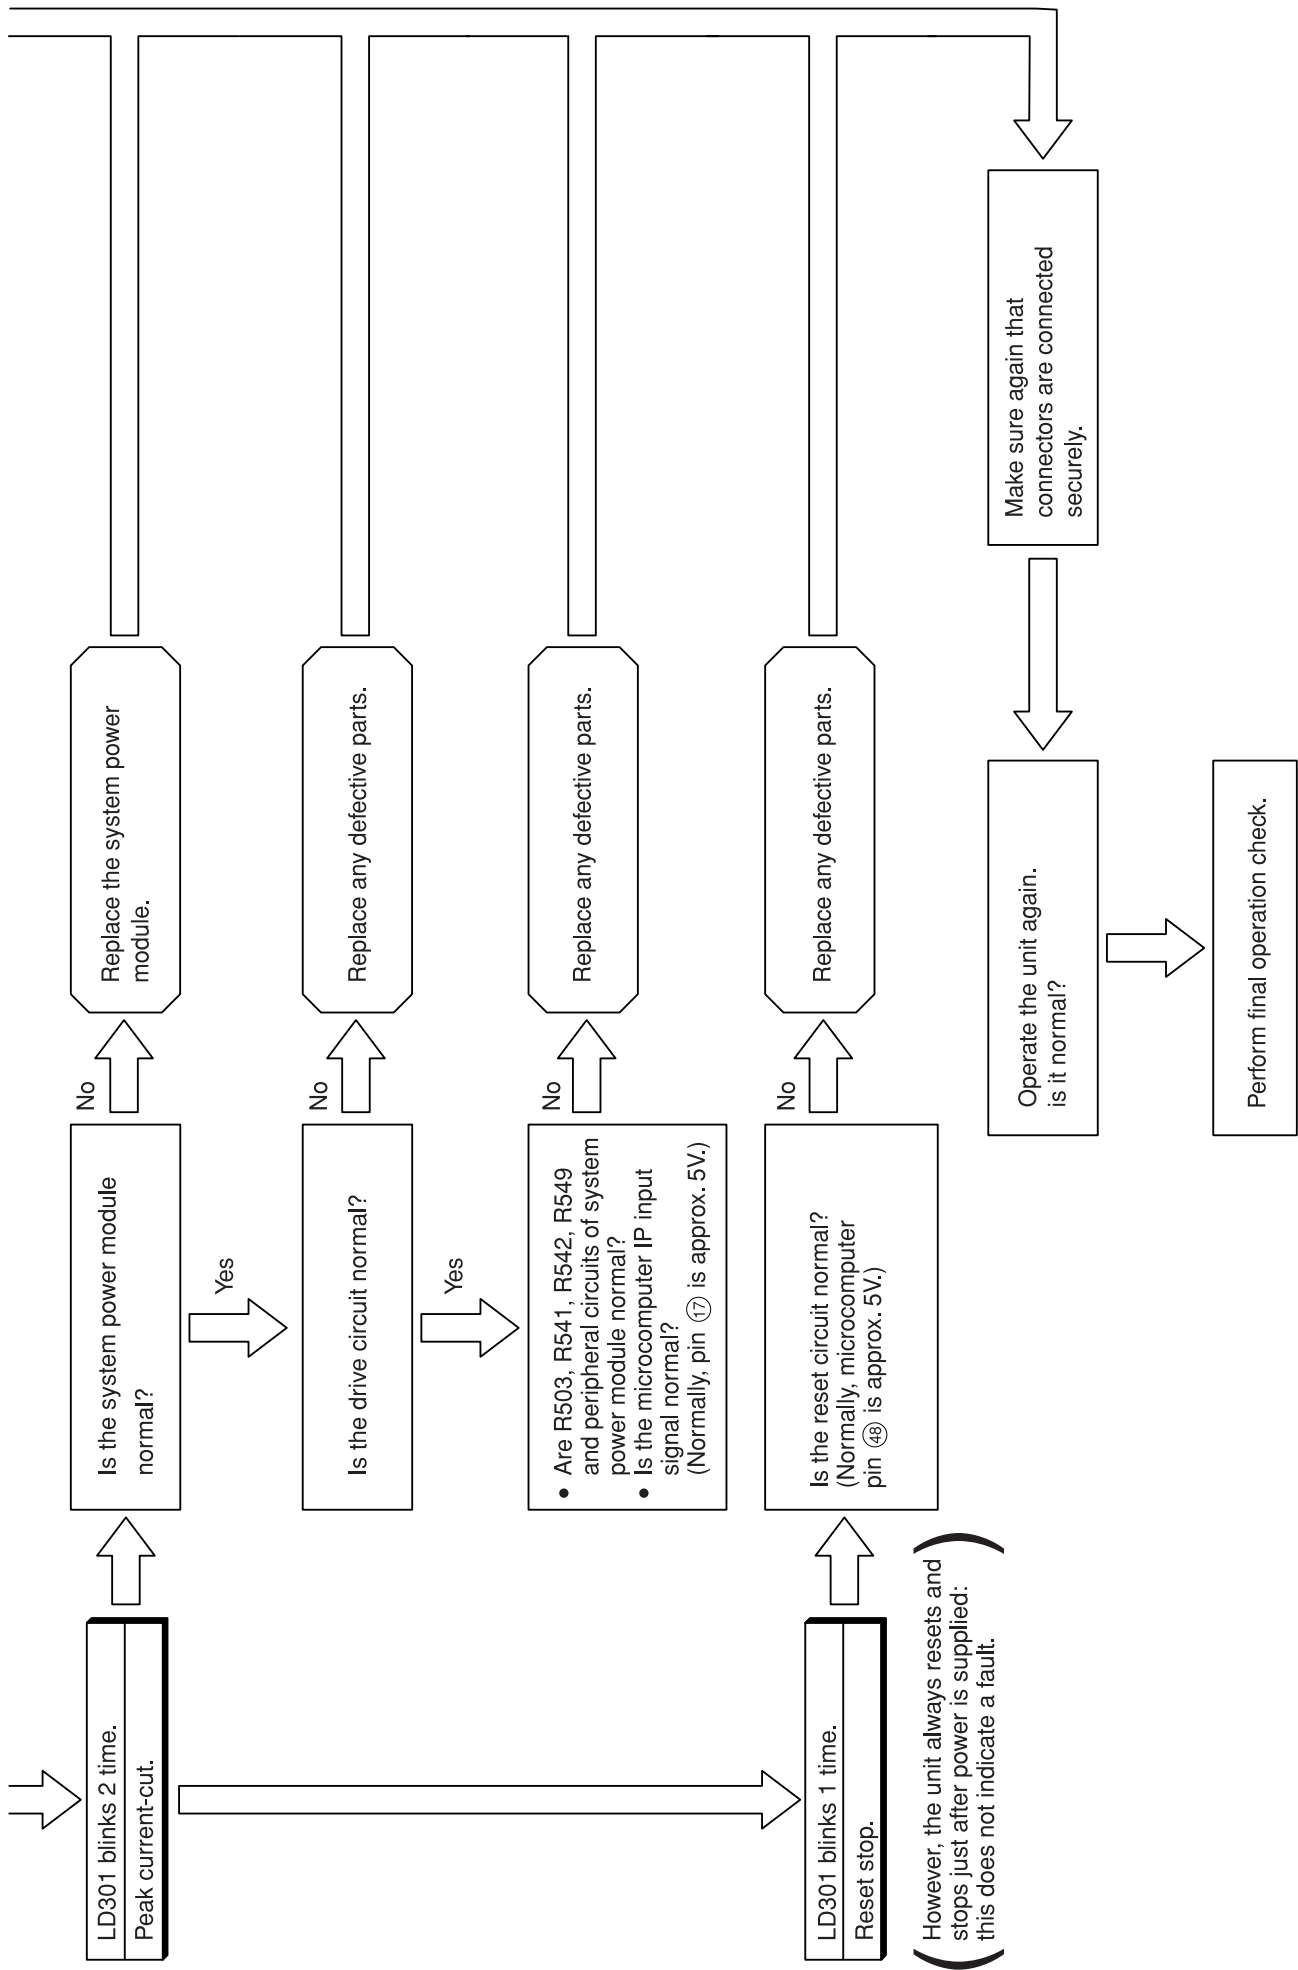 LD301 blinks 2 time.
Peak current-cut.
Is the system power module
normal?
No
Replace the system power
module.
Yes
Is the drive circuit normal?
No
Replace any defective parts.
Yes
• Are R503, R541, R542, R549
and peripheral circuits of system
power module normal?
• Is the microcomputer IP input
signal normal?
(Normally, pin ⑰ is approx. 5V.)
No
Replace any defective parts.
LD301 blinks 1 time.
Reset stop.
However, the unit always resets and
stops just after power is supplied:
this does not indicate a fault.
Is the reset circuit normal?
(Normally, microcomputer
pin ㊽ is approx. 5V.)
No
Replace any defective parts.
Make sure again that
connectors are connected
securely.
Operate the unit again.
is it normal?
Perform final operation check.